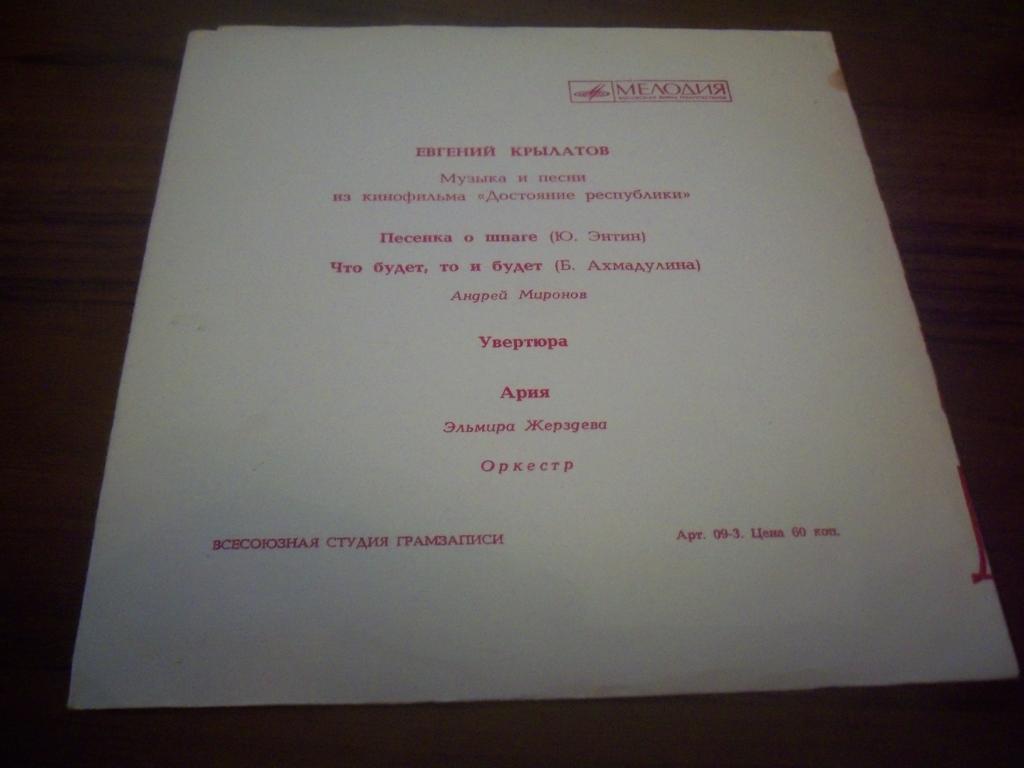 МЕЛОДИЯ
ЕВГЕНИЙ КРЫЛАТОВ
Музыка и песни
из кинофильма «Достояние республики»
Песенка о шпаге (Ю. Энтин)
Что будет, то и будет (Б. Ахмадулина)
Андрей Миронов
Увертюра
Ария
Эльмира Жерздева
Оркестр
ВСЕСОЮЗНАЯ СТУДИЯ ГРАМЗАПИСИ
Арт. 09-3. Цена 60 коп.